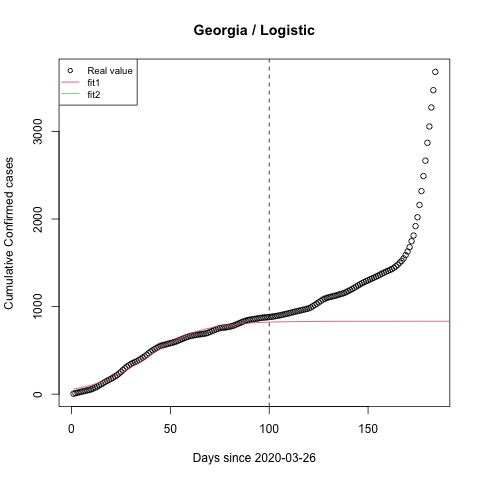 Georgia / Logistic
Real value
fit1
fit2
Cumulative Confirmed cases
3000
2000
1000
0
0 50 100 150
Days since 2020-03-26